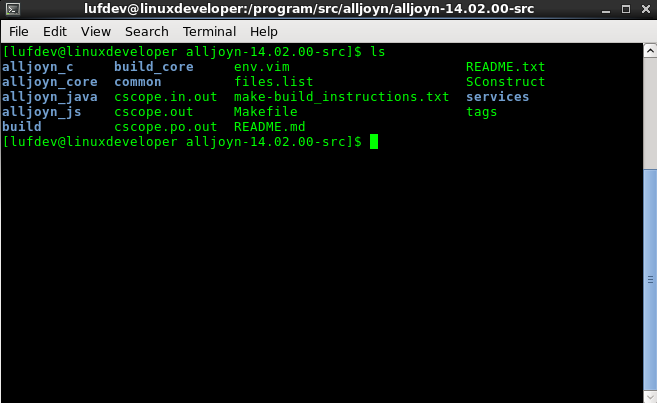 lufdev@linuxdeveloper:/program/src/alljoyn/alljoyn-14.02.00-src
File Edit View Search Terminal Help
[lufdev@linuxdeveloper alljoyn-14.02.00-src]$ ls
alljoyn_c build_core env.vim README.txt
alljoyn_core common files.list SConstruct
alljoyn_java cscope.in.out make-build_instructions.txt services
alljoyn_js cscope.out Makefile tags
build cscope.po.out README.md
[lufdev@linuxdeveloper alljoyn-14.02.00-src]$